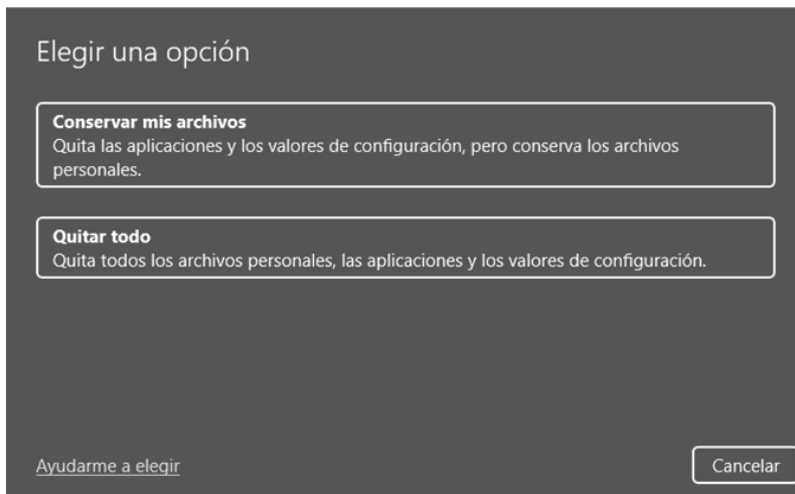 Elegir una opción
Conservar mis archivos
Quita las aplicaciones y los valores de configuración, pero conserva los archivos
personales.
Quitar todo
Quita todos los archivos personales, las aplicaciones y los valores de configuración.
Ayudarme a elegir
Cancelar